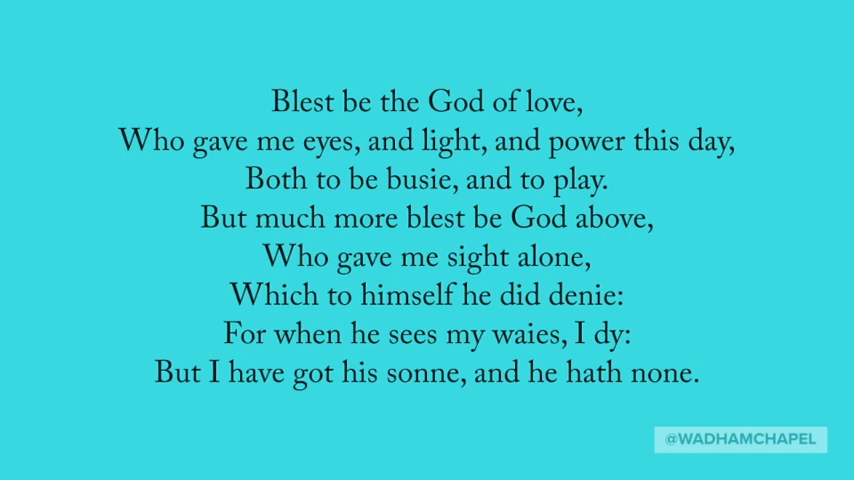 Blest be the God of love,
Who gave me eyes, and light, and power this day,
Both to be busie, and to play.
But much more blest be God above,
Who gave me sight alone,
Which to himself he did denie:
For when he sees my waies, I dy:
But I have got his sonne, and he hath none.
@WADHAMCHAPEL